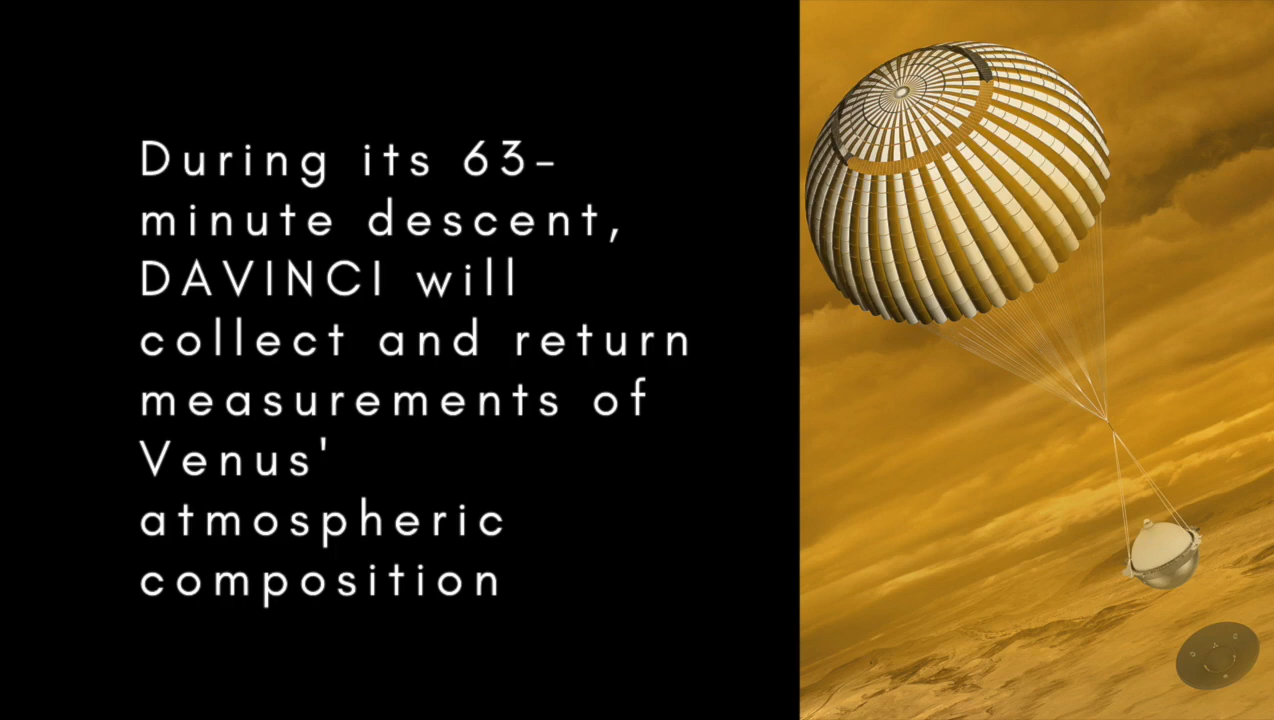 During its 63-
minute descent,
DAVINCI will
collect and return
measurements of
Venus'
atmospheric
composition